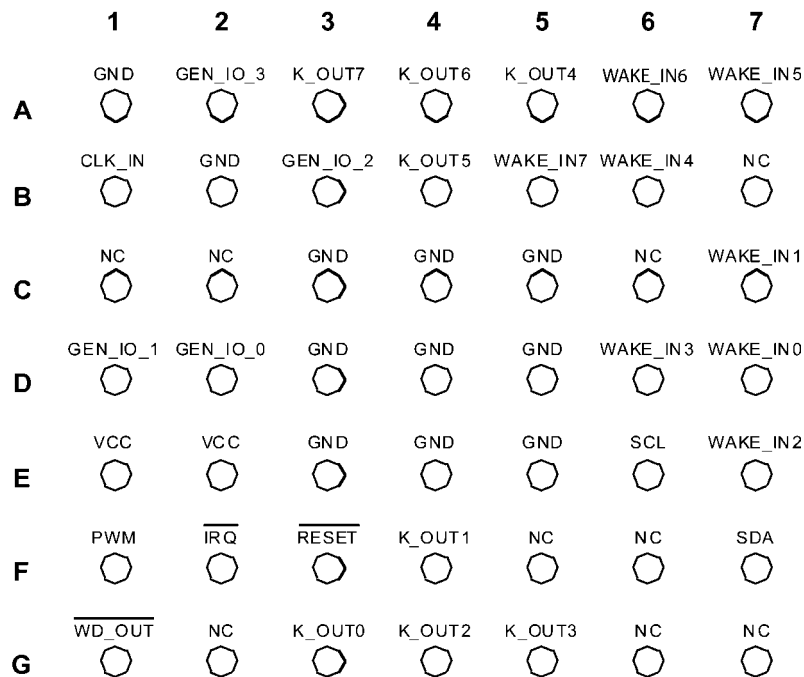 1 2 3 4 5 6 7
GND GEN_IO_3 K_OUT7 K_OUT6 K_OUT4 WAKE_IN6 WAKE_IN5
A
CLK_IN GND GEN_IO_2 K_OUT5 WAKE_IN7 WAKE_IN4 NC
B
NC NC GND GND GND NC WAKE_IN1
C
GEN_IO_1 GEN_IO_0 GND GND GND WAKE_IN3 WAKE_IN0
D
VCC VCC GND GND GND SCL WAKE_IN2
E
PWM IRQ RESET K_OUT1 NC NC SDA
F
WD_OUT NC K_OUT0 K_OUT2 K_OUT3 NC NC
G